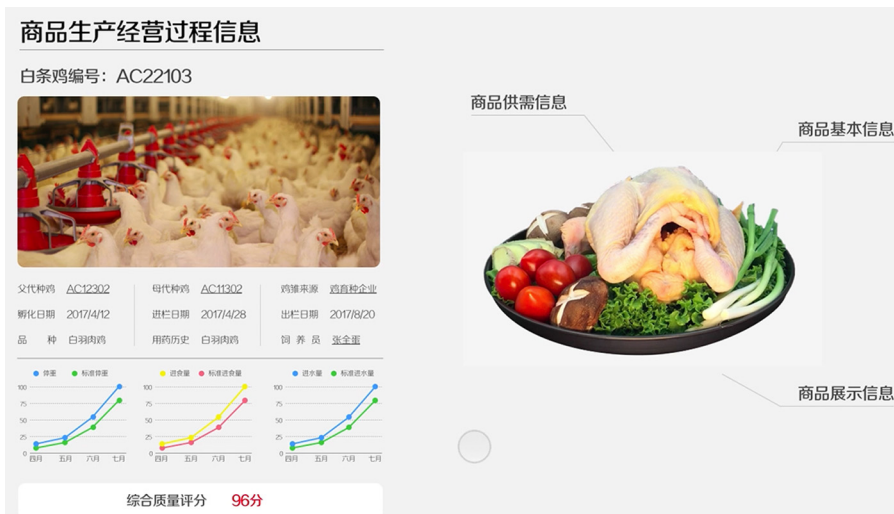 商品生产经营过程信息
白条鸡编号：AC22103
商品供需信息
商品基本信息
父代种鸡 AC12302 母代种鸡 AC11302 鸡雏来源 鸡育种企业
孵化日期 2017/4/12 进栏日期 2017/4/28 出栏日期 2017/8/20
品 种 白羽肉鸡 用药历史 白羽肉鸡 饲 养 员 张全蛋
体重 标准体重 进食量 标准进食量 进水量 标准进水量
100 100 100
75 75 75
50 50 50
25 25 25
0 0 0
四月 五月 六月 七月 四月 五月 六月 七月 四月 五月 六月 七月
商品展示信息
综合质量评分 96分